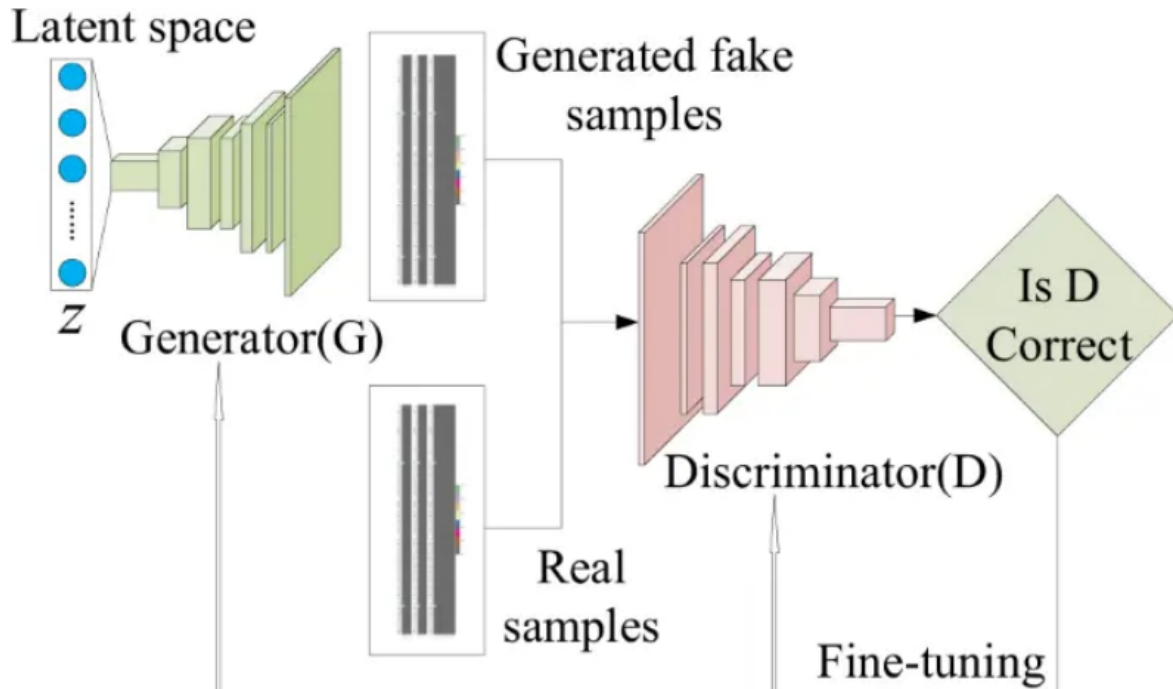 Latent space
z
Generator(G)
Generated fake
samples
Real
samples
Discriminator(D)
Is D
Correct
Fine-tuning